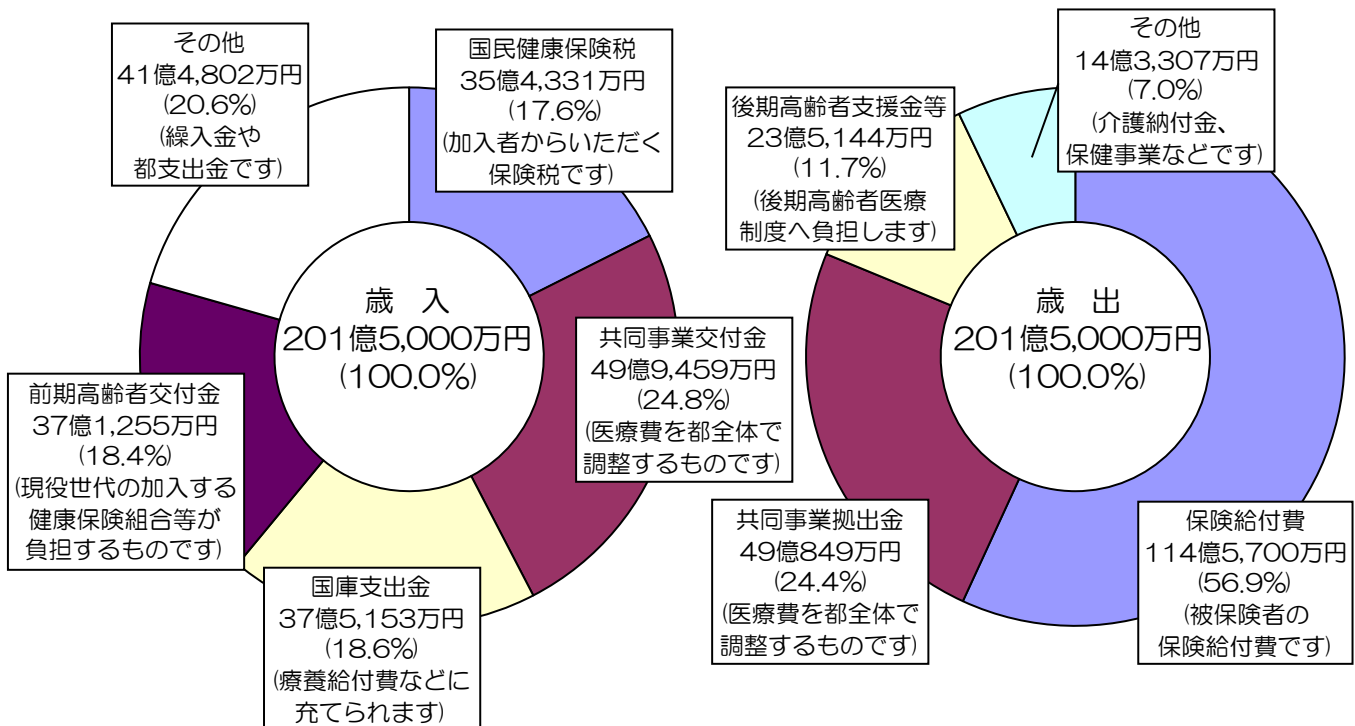 その他
41億4,802万円
(20.6%)
(繰入金や
都支出金です)
国民健康保険税
35億4,331万円
(17.6%)
(加入者からいただく
保険税です)
歳 入
201億5,000万円
(100.0%)
共同事業交付金
49億9,459万円
(24.8%)
(医療費を都全体で
調整するものです)
前期高齢者交付金
37億1,255万円
(18.4%)
(現役世代の加入する
健康保険組合等が
負担するものです)
国庫支出金
37億5,153万円
(18.6%)
(療養給付費などに
充てられます)
その他
14億3,307万円
(7.0%)
(介護納付金、
保健事業などです)
後期高齢者支援金等
23億5,144万円
(11.7%)
(後期高齢者医療
制度へ負担します)
歳 出
201億5,000万円
(100.0%)
共同事業拠出金
49億849万円
(24.4%)
(医療費を都全体で
調整するものです)
保険給付費
114億5,700万円
(56.9%)
(被保険者の
保険給付費です)